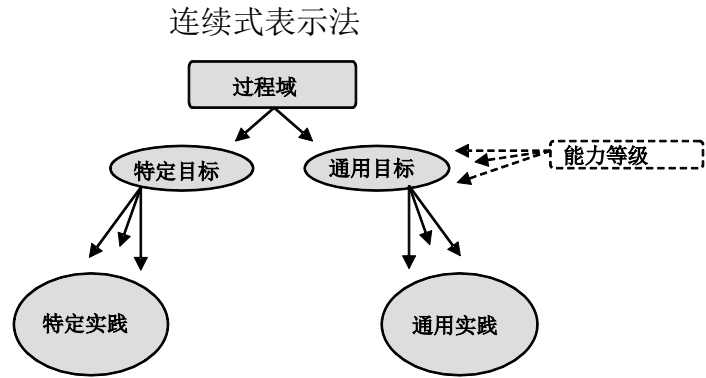 连续式表示法
过程域
特定目标
通用目标
能力等级
特定实践
通用实践